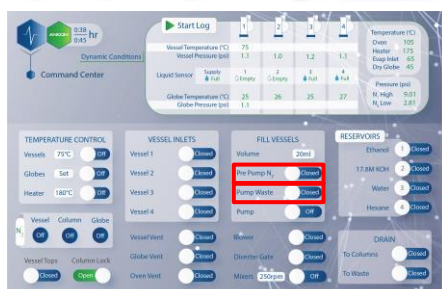 ANKOM
0:38
0:45 hr
Dynamic Conditions
Command Center
Start Log 1 2 3 4
Vessel Temperature (°C) 75
Vessel Pressure (psi) 1.1 1.0 1.2 1.1
Liquid Sensor Supply Full 1 Empty 2 Empty 3 Full 4 Full
Globe Temperature (°C) 25 26 25 27
Globe Pressure (psi) 1.1
Temperature (°C)
Oven 105
Heater 175
Evap Inlet 65
Dry Globe 45
Pressure (psi)
N₂ High 9.01
N₂ Low 2.81
TEMPERATURE CONTROL
Vessels 75°C Off
Globes Set Off
Heater 180°C Off
N₂
Vessel Column Globe
Off Off Off
Vessel Tops Column Lock
Closed Open
VESSEL INLETS
Vessel 1 Closed
Vessel 2 Closed
Vessel 3 Closed
Vessel 4 Closed
Vessel Vent Closed
Globe Vent Closed
Oven Vent Closed
FILL VESSELS
Volume 20ml
Pre Pump N₂ Closed
Pump Waste Closed
Pump Off
Blower Closed
Diverter Gate Closed
Mixers 250rpm Off
RESERVOIRS
Ethanol 1 Closed
17.8M KOH 2 Closed
Water 3 Closed
Hexane 4 Closed
DRAIN
To Columns Closed
To Waste Closed